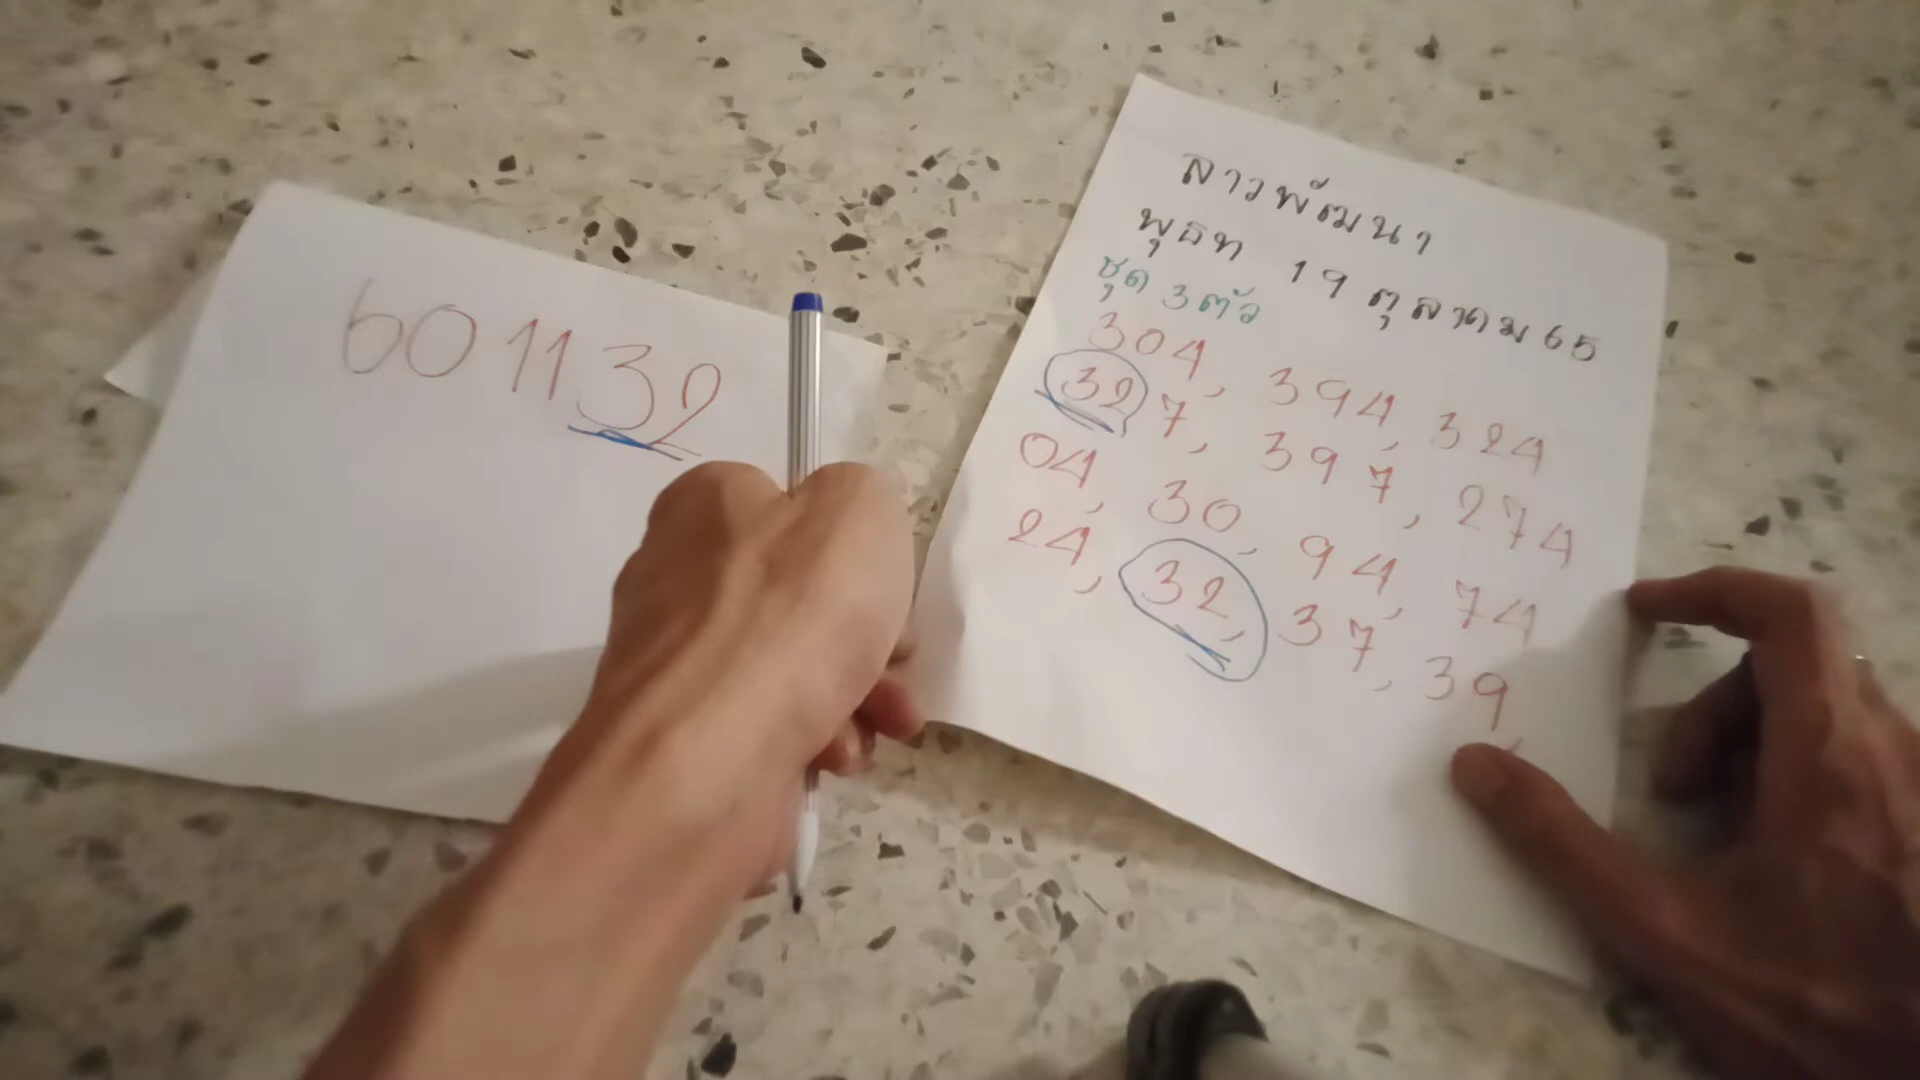 601132
ลาวพัฒนา
พุธท 19 ตุลาคม 65
ชุด 3ตัว
304, 394, 324
327, 397, 274
04, 30, 94, 74
24, 32, 37, 39